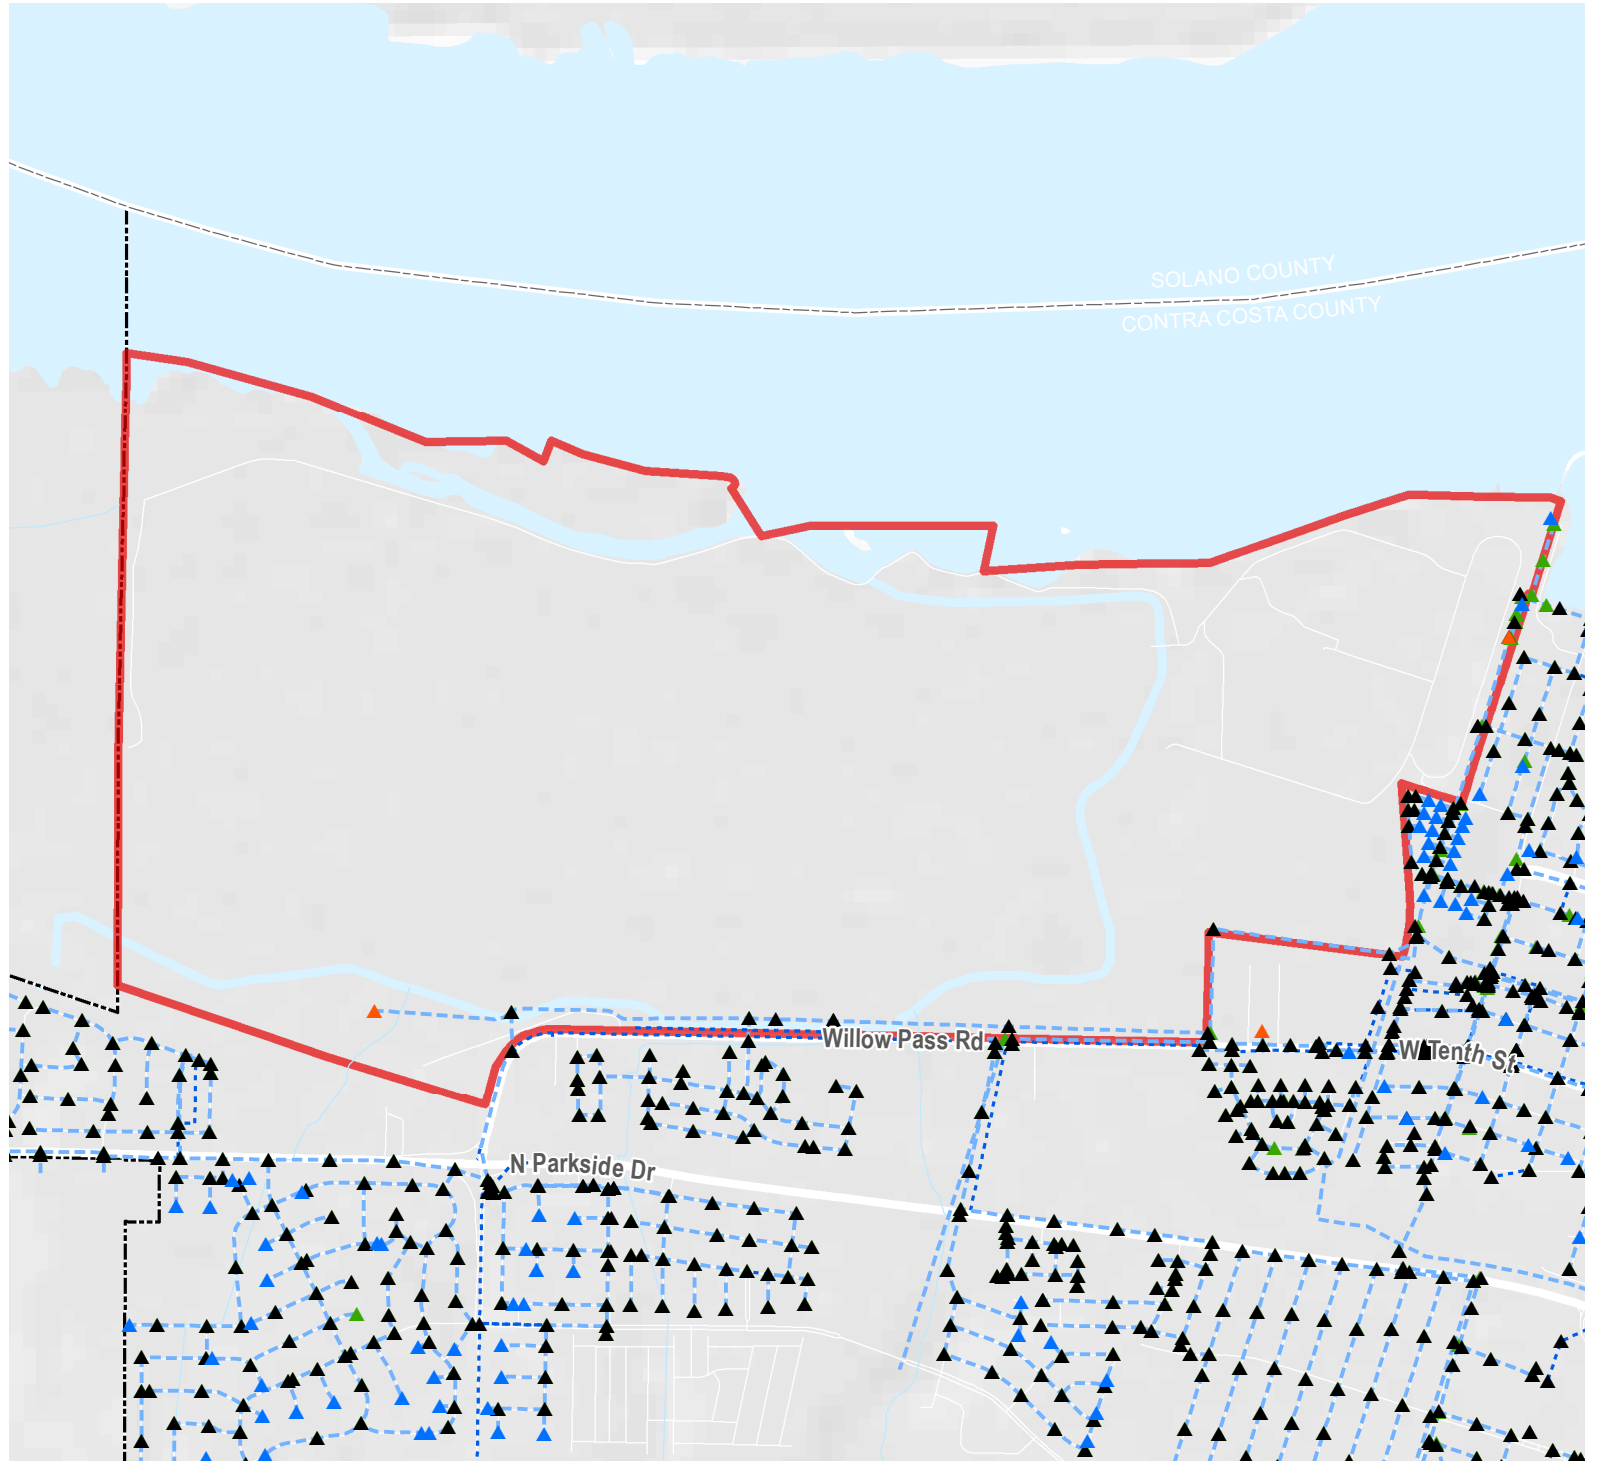 SOLANO COUNTY
CONTRA COSTA COUNTY
Willow Pass Rd
W Tenth St
N Parkside Dr